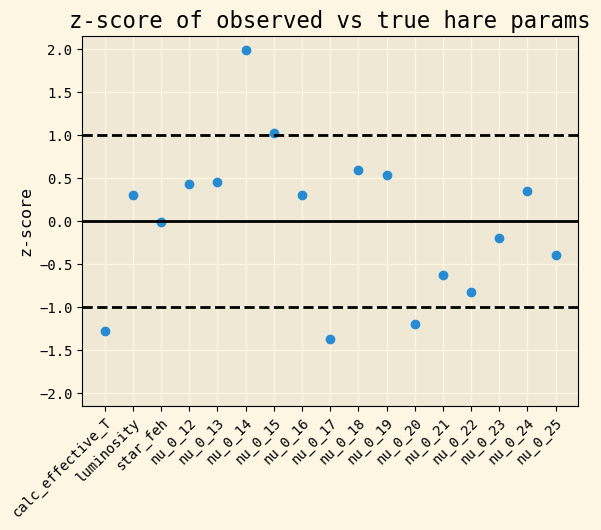 z-score of observed vs true hare params
z-score
2.0
1.5
1.0
0.5
0.0
−0.5
−1.0
−1.5
−2.0
calc_effective_T
luminosity
star_feh
nu_0_12
nu_0_13
nu_0_14
nu_0_15
nu_0_16
nu_0_17
nu_0_18
nu_0_19
nu_0_20
nu_0_21
nu_0_22
nu_0_23
nu_0_24
nu_0_25